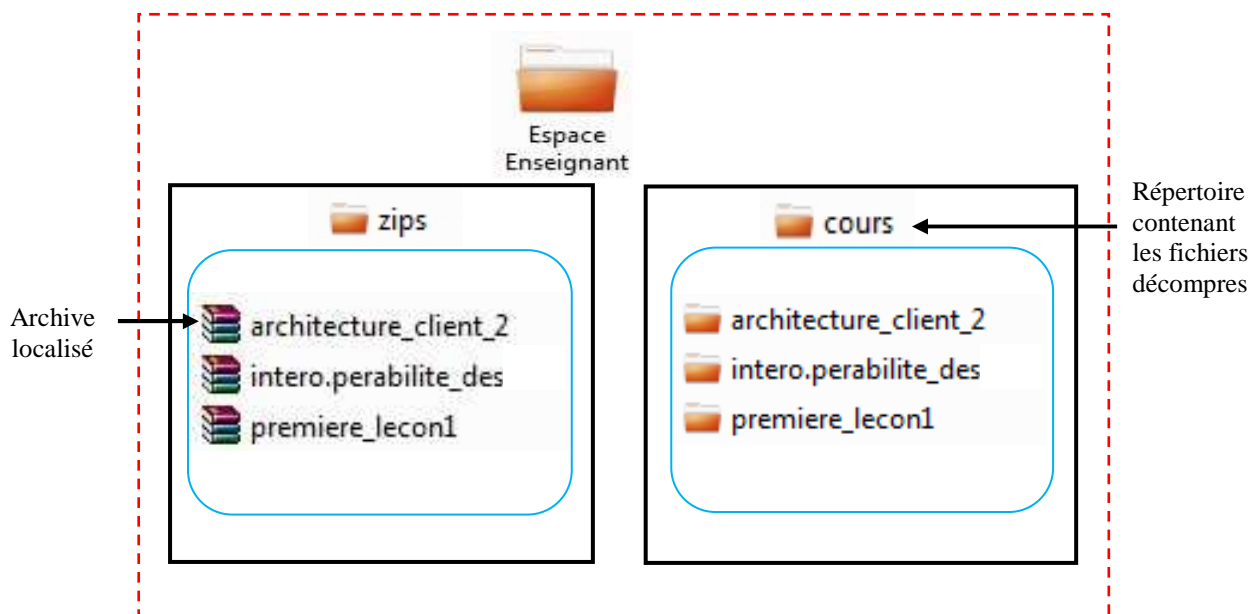 Espace
Enseignant
zips
cours
Répertoire
contenant
les fichiers
décompres
Archive
localisé
architecture_client_2
intero.perabilite_des
premiere_lecon1
architecture_client_2
intero.perabilite_des
premiere_lecon1